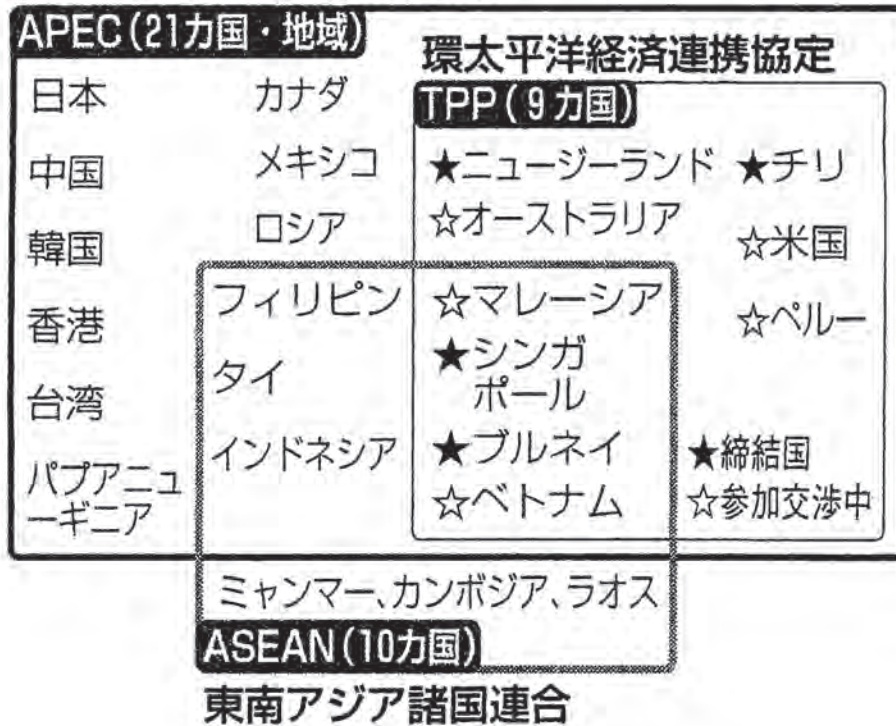 APEC(21カ国・地域)
環太平洋経済連携協定
TPP(9カ国)
日本
中国
韓国
香港
台湾
パプアニュ
ーギニア
カナダ
メキシコ
ロシア
フィリピン
タイ
インドネシア
★ニュージーランド
☆オーストラリア
☆マレーシア
★シンガ
ポール
★ブルネイ
☆ベトナム
★チリ
☆米国
☆ペルー
★締結国
☆参加交渉中
ミャンマー、カンボジア、ラオス
ASEAN(10カ国)
東南アジア諸国連合